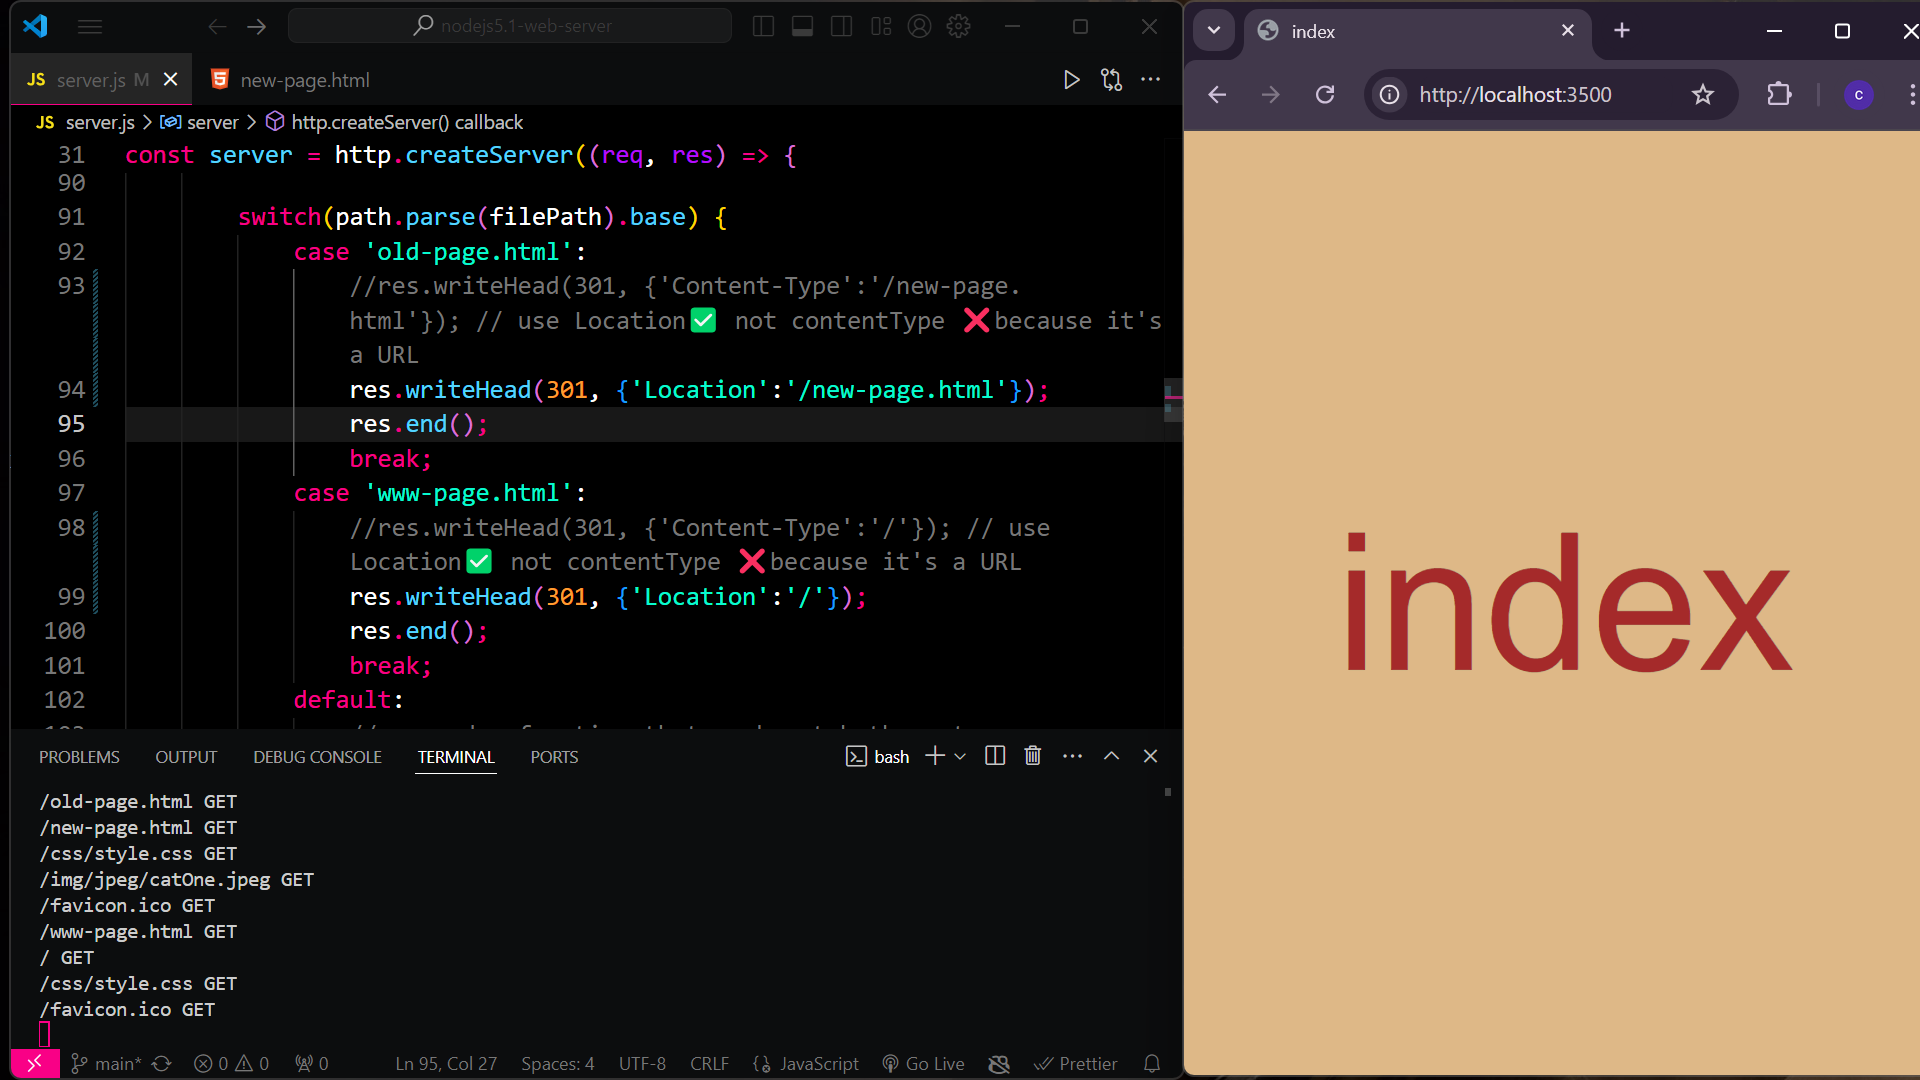 nodejs5.1-web-server
JS server.js M
new-page.html
JS server.js > server > http.createServer() callback
31 const server = http.createServer((req, res) => {
90
91 switch(path.parse(filePath).base) {
92 case 'old-page.html':
93 //res.writeHead(301, {'Content-Type':'/new-page.
html'}); // use Location✅ not contentType ❌because it's
a URL
94 res.writeHead(301, {'Location':'/new-page.html'});
95 res.end();
96 break;
97 case 'www-page.html':
98 //res.writeHead(301, {'Content-Type':'/'}); // use
Location✅ not contentType ❌because it's a URL
99 res.writeHead(301, {'Location':'/'});
100 res.end();
101 break;
102 default:
PROBLEMS OUTPUT DEBUG CONSOLE TERMINAL PORTS
bash
/old-page.html GET
/new-page.html GET
/css/style.css GET
/img/jpeg/catOne.jpeg GET
/favicon.ico GET
/www-page.html GET
/ GET
/css/style.css GET
/favicon.ico GET
main* 0 0 0 Ln 95, Col 27 Spaces: 4 UTF-8 CRLF JavaScript Go Live Prettier
index
http://localhost:3500
c
index